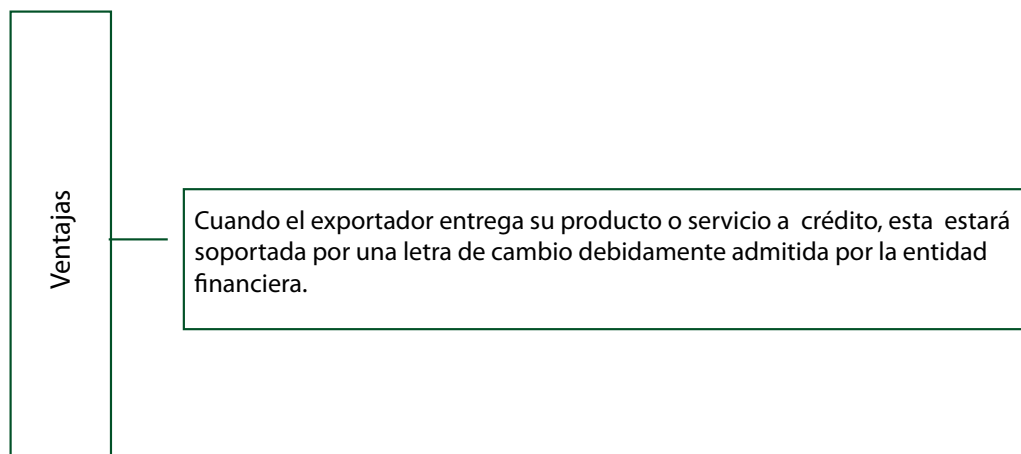 Ventajas
Cuando el exportador entrega su producto o servicio a crédito, esta estará
soportada por una letra de cambio debidamente admitida por la entidad
financiera.